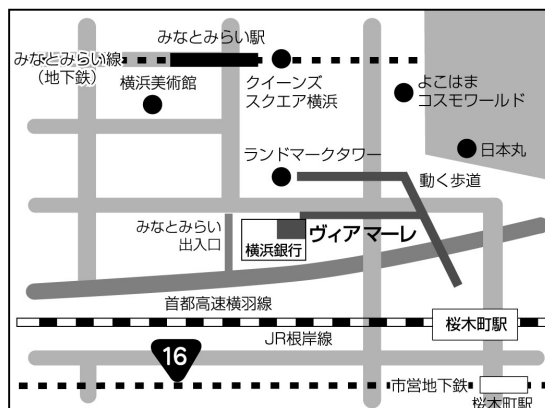 みなとみらい駅
みなとみらい線
（地下鉄）
横浜美術館
クイーンズ
スクエア横浜
よこはま
コスモワールド
日本丸
ランドマークタワー
動く歩道
みなとみらい
出入口
横浜銀行
ヴィアマーレ
首都高速横羽線
桜木町駅
JR根岸線
16
市営地下鉄
桜木町駅